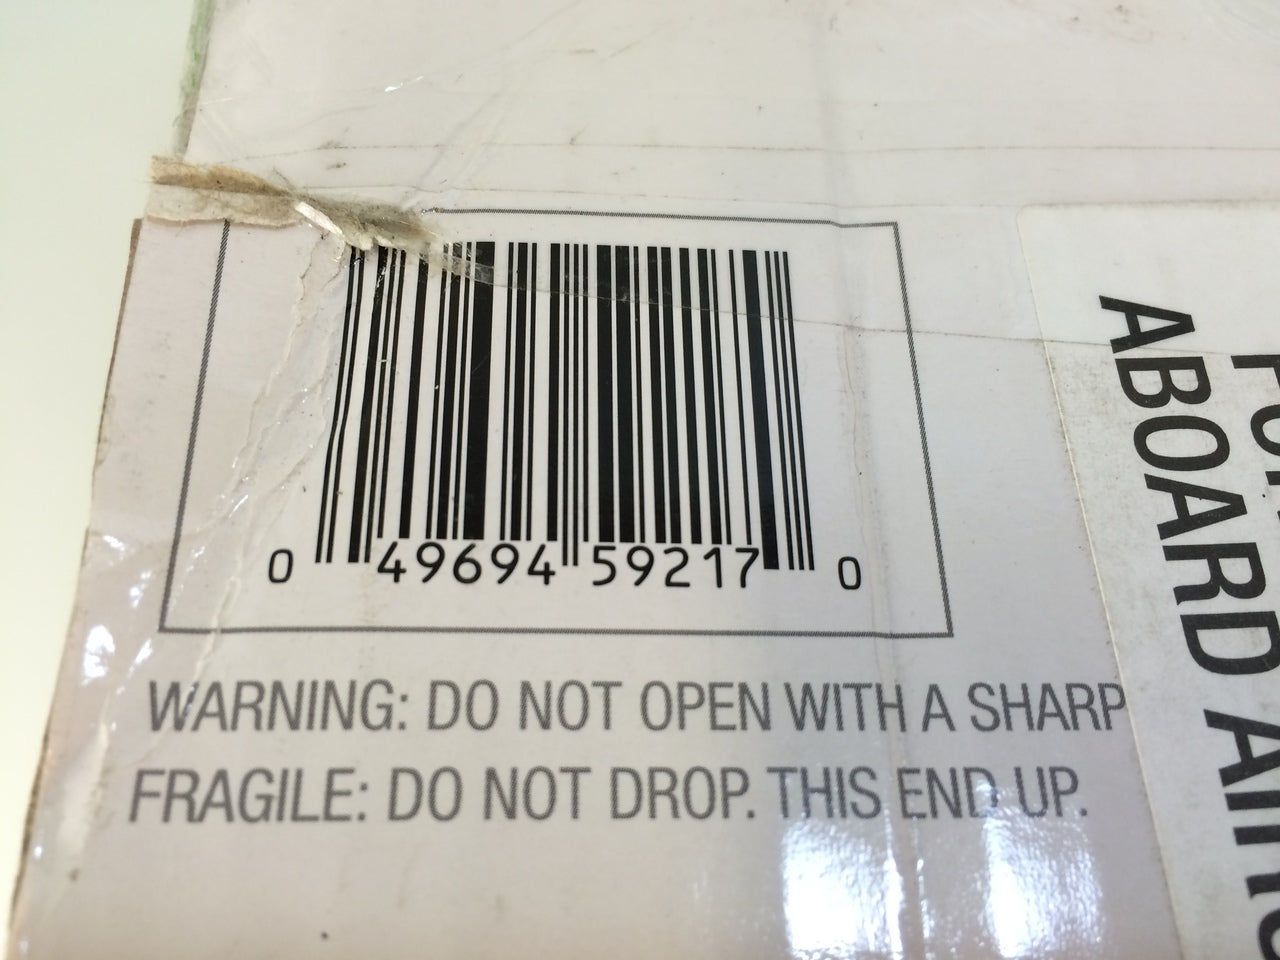 0 49694 59217 0
WARNING: DO NOT OPEN WITH A SHARP
FRAGILE: DO NOT DROP. THIS END UP.
ABOARD